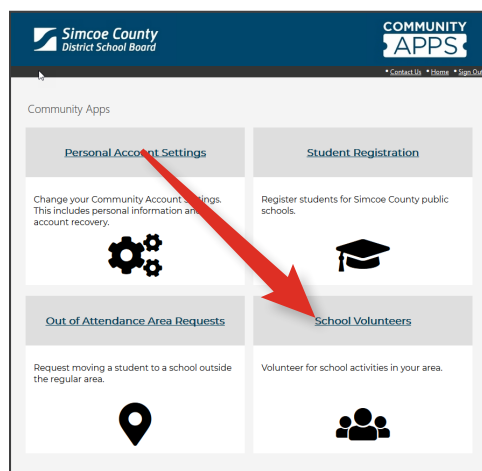 Simcoe County
District School Board
COMMUNITY
APPS
▪ Contact Us ▪ Home ▪ Sign Out
Community Apps
Personal Account Settings
Student Registration
Change your Community Account Settings.
This includes personal information and
account recovery.
Register students for Simcoe County public
schools.
Out of Attendance Area Requests
School Volunteers
Request moving a student to a school outside
the regular area.
Volunteer for school activities in your area.